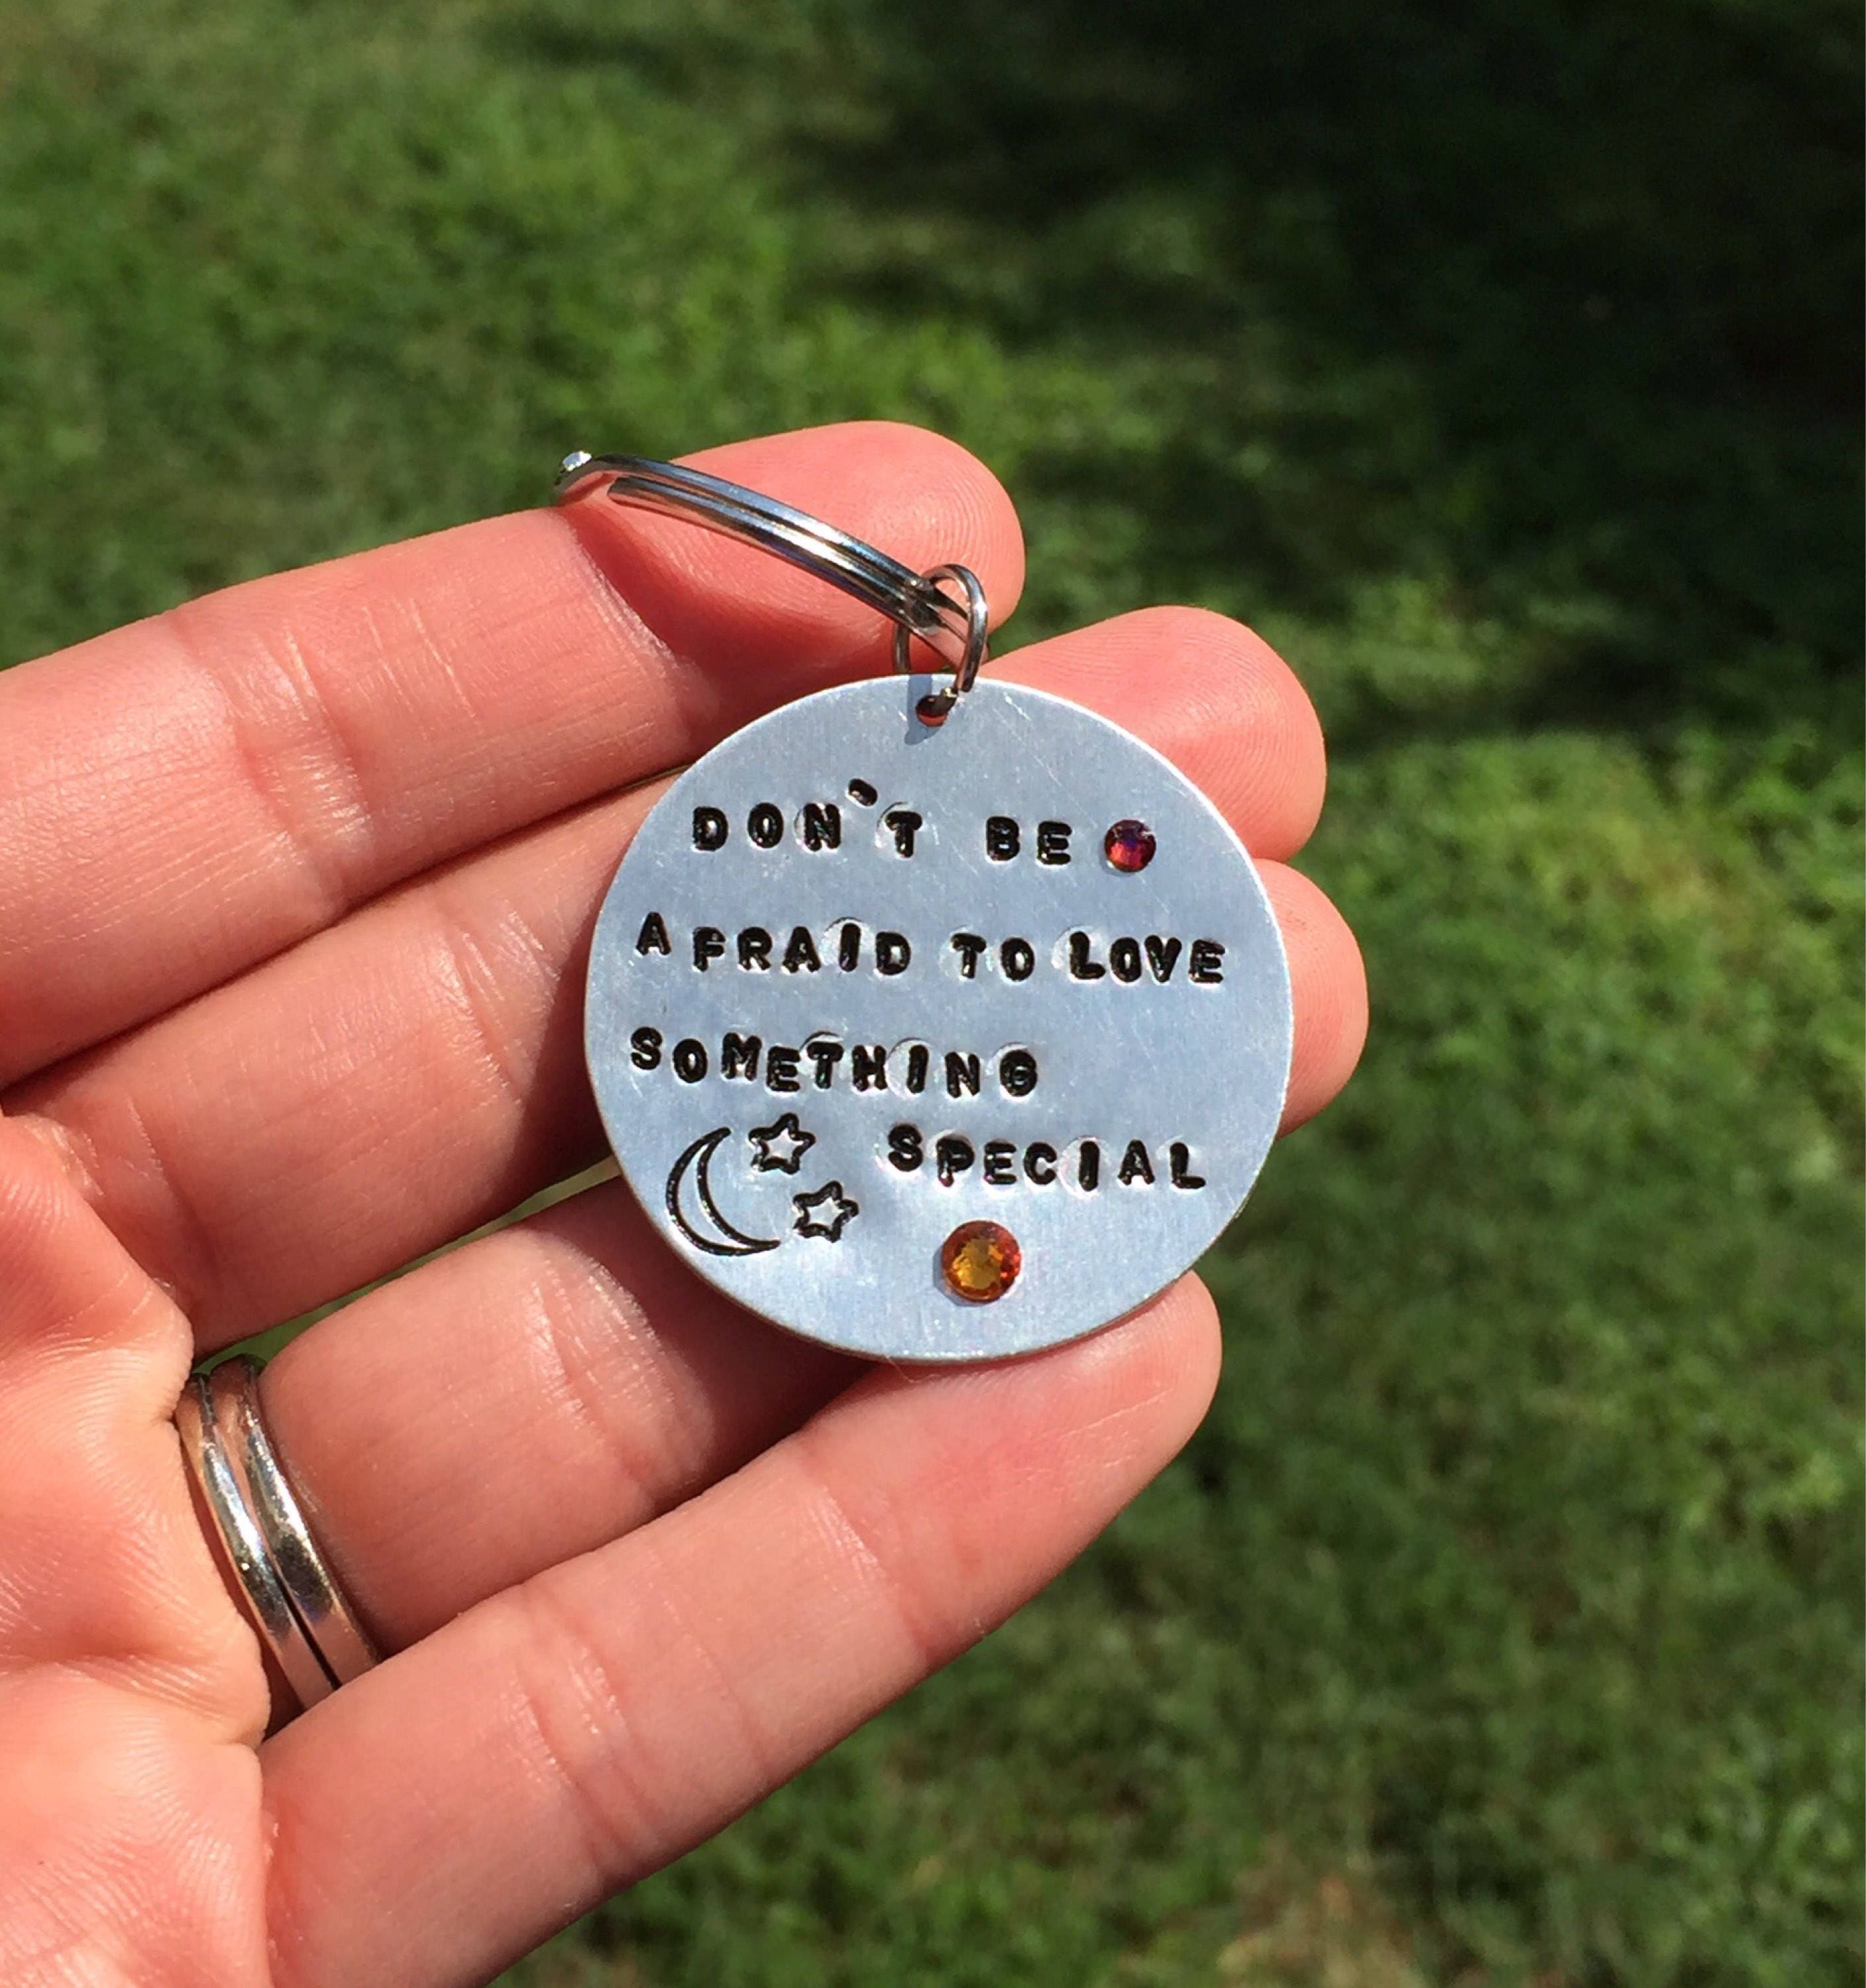 DON'T BE
AFRAID TO LOVE
SOMETHING
SPECIAL